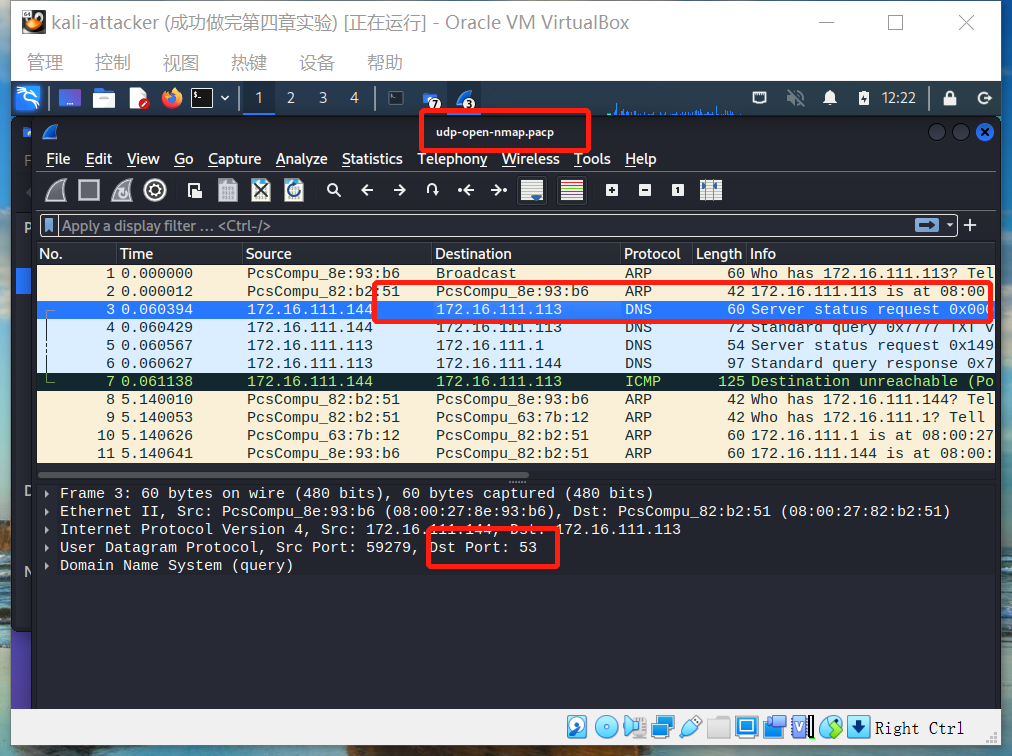 kali-attacker (成功做完第四章实验) [正在运行] - Oracle VM VirtualBox
管理 控制 视图 热键 设备 帮助
1 2 3 4 7 3 12:22
udp-open-nmap.pacp
File Edit View Go Capture Analyze Statistics Telephony Wireless Tools Help
Apply a display filter … <Ctrl-/>
No. Time Source Destination Protocol Length Info
1 0.000000 PcsCompu_8e:93:b6 Broadcast ARP 60 Who has 172.16.111.113? Tel
2 0.000012 PcsCompu_82:b2:51 PcsCompu_8e:93:b6 ARP 42 172.16.111.113 is at 08:00
3 0.060394 172.16.111.144 172.16.111.113 DNS 60 Server status request 0x000
4 0.060429 172.16.111.144 172.16.111.113 DNS 72 Standard query 0x7777 TXT v
5 0.060567 172.16.111.113 172.16.111.1 DNS 54 Server status request 0x149
6 0.060627 172.16.111.113 172.16.111.144 DNS 97 Standard query response 0x7
7 0.061138 172.16.111.144 172.16.111.113 ICMP 125 Destination unreachable (Po
8 5.140010 PcsCompu_82:b2:51 PcsCompu_8e:93:b6 ARP 42 Who has 172.16.111.144? Tel
9 5.140053 PcsCompu_82:b2:51 PcsCompu_63:7b:12 ARP 42 Who has 172.16.111.1? Tell
10 5.140626 PcsCompu_63:7b:12 PcsCompu_82:b2:51 ARP 60 172.16.111.1 is at 08:00:27
11 5.140641 PcsCompu_8e:93:b6 PcsCompu_82:b2:51 ARP 60 172.16.111.144 is at 08:00:
Frame 3: 60 bytes on wire (480 bits), 60 bytes captured (480 bits)
Ethernet II, Src: PcsCompu_8e:93:b6 (08:00:27:8e:93:b6), Dst: PcsCompu_82:b2:51 (08:00:27:82:b2:51)
Internet Protocol Version 4, Src: 172.16.111.144, Dst: 172.16.111.113
User Datagram Protocol, Src Port: 59279, Dst Port: 53
Domain Name System (query)
Right Ctrl